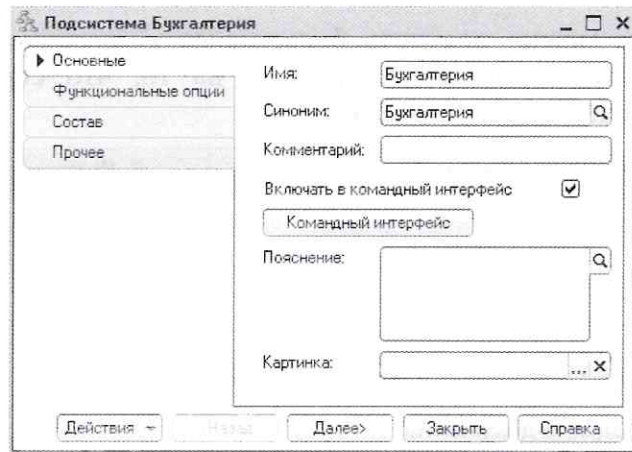 Подсистема Бухгалтерия
Основные
Функциональные опции
Состав
Прочее
Имя: Бухгалтерия
Синоним: Бухгалтерия
Комментарий:
Включать в командный интерфейс
Командный интерфейс
Пояснение:
Картинка:
...
Действия Назад Далее> Закрыть Справка